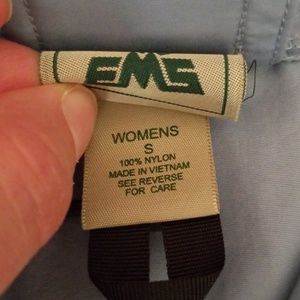 EMS
WOMENS
S
100% NYLON
MADE IN VIETNAM
SEE REVERSE
FOR CARE